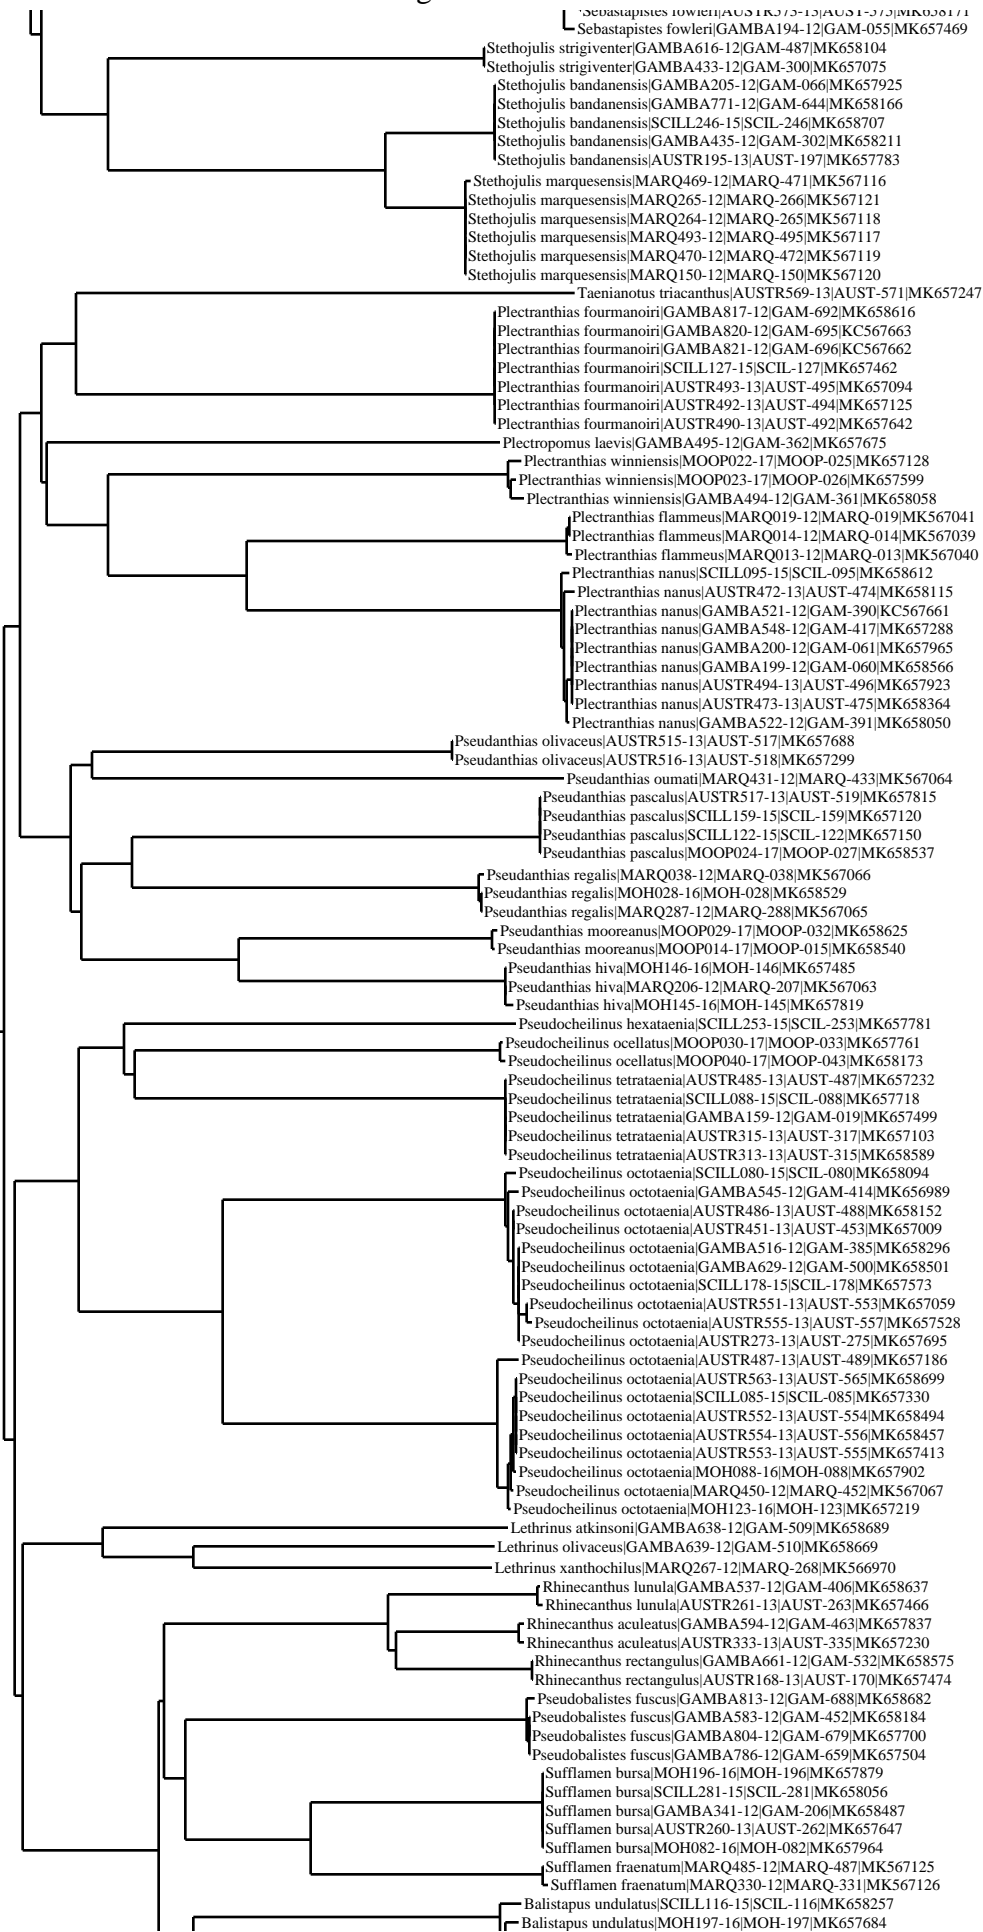 Sebastapistes fowleri|AUSTR573-13|AUST-575|MK658171
Sebastapistes fowleri|GAMBA194-12|GAM-055|MK657469
Stethojulis strigiventer|GAMBA616-12|GAM-487|MK658104
Stethojulis strigiventer|GAMBA433-12|GAM-300|MK657075
Stethojulis bandanensis|GAMBA205-12|GAM-066|MK657925
Stethojulis bandanensis|GAMBA771-12|GAM-644|MK658166
Stethojulis bandanensis|SCILL246-15|SCIL-246|MK658707
Stethojulis bandanensis|GAMBA435-12|GAM-302|MK658211
Stethojulis bandanensis|AUSTR195-13|AUST-197|MK657783
Stethojulis marquesensis|MARQ469-12|MARQ-471|MK567116
Stethojulis marquesensis|MARQ265-12|MARQ-266|MK567121
Stethojulis marquesensis|MARQ264-12|MARQ-265|MK567118
Stethojulis marquesensis|MARQ493-12|MARQ-495|MK567117
Stethojulis marquesensis|MARQ470-12|MARQ-472|MK567119
Stethojulis marquesensis|MARQ150-12|MARQ-150|MK567120
Taenianotus triacanthus|AUSTR569-13|AUST-571|MK657247
Plectranthias fourmanoiri|GAMBA817-12|GAM-692|MK658616
Plectranthias fourmanoiri|GAMBA820-12|GAM-695|KC567663
Plectranthias fourmanoiri|GAMBA821-12|GAM-696|KC567662
Plectranthias fourmanoiri|SCILL127-15|SCIL-127|MK657462
Plectranthias fourmanoiri|AUSTR493-13|AUST-495|MK657094
Plectranthias fourmanoiri|AUSTR492-13|AUST-494|MK657125
Plectranthias fourmanoiri|AUSTR490-13|AUST-492|MK657642
Plectropomus laevis|GAMBA495-12|GAM-362|MK657675
Plectranthias winniensis|MOOP022-17|MOOP-025|MK657128
Plectranthias winniensis|MOOP023-17|MOOP-026|MK657599
Plectranthias winniensis|GAMBA494-12|GAM-361|MK658058
Plectranthias flammeus|MARQ019-12|MARQ-019|MK567041
Plectranthias flammeus|MARQ014-12|MARQ-014|MK567039
Plectranthias flammeus|MARQ013-12|MARQ-013|MK567040
Plectranthias nanus|SCILL095-15|SCIL-095|MK658612
Plectranthias nanus|AUSTR472-13|AUST-474|MK658115
Plectranthias nanus|GAMBA521-12|GAM-390|KC567661
Plectranthias nanus|GAMBA548-12|GAM-417|MK657288
Plectranthias nanus|GAMBA200-12|GAM-061|MK657965
Plectranthias nanus|GAMBA199-12|GAM-060|MK658566
Plectranthias nanus|AUSTR494-13|AUST-496|MK657923
Plectranthias nanus|AUSTR473-13|AUST-475|MK658364
Plectranthias nanus|GAMBA522-12|GAM-391|MK658050
Pseudanthias olivaceus|AUSTR515-13|AUST-517|MK657688
Pseudanthias olivaceus|AUSTR516-13|AUST-518|MK657299
Pseudanthias oumati|MARQ431-12|MARQ-433|MK567064
Pseudanthias pascalus|AUSTR517-13|AUST-519|MK657815
Pseudanthias pascalus|SCILL159-15|SCIL-159|MK657120
Pseudanthias pascalus|SCILL122-15|SCIL-122|MK657150
Pseudanthias pascalus|MOOP024-17|MOOP-027|MK658537
Pseudanthias regalis|MARQ038-12|MARQ-038|MK567066
Pseudanthias regalis|MOH028-16|MOH-028|MK658529
Pseudanthias regalis|MARQ287-12|MARQ-288|MK567065
Pseudanthias mooreanus|MOOP029-17|MOOP-032|MK658625
Pseudanthias mooreanus|MOOP014-17|MOOP-015|MK658540
Pseudanthias hiva|MOH146-16|MOH-146|MK657485
Pseudanthias hiva|MARQ206-12|MARQ-207|MK567063
Pseudanthias hiva|MOH145-16|MOH-145|MK657819
Pseudocheilinus hexataenia|SCILL253-15|SCIL-253|MK657781
Pseudocheilinus ocellatus|MOOP030-17|MOOP-033|MK657761
Pseudocheilinus ocellatus|MOOP040-17|MOOP-043|MK658173
Pseudocheilinus tetrataenia|AUSTR485-13|AUST-487|MK657232
Pseudocheilinus tetrataenia|SCILL088-15|SCIL-088|MK657718
Pseudocheilinus tetrataenia|GAMBA159-12|GAM-019|MK657499
Pseudocheilinus tetrataenia|AUSTR315-13|AUST-317|MK657103
Pseudocheilinus tetrataenia|AUSTR313-13|AUST-315|MK658589
Pseudocheilinus octotaenia|SCILL080-15|SCIL-080|MK658094
Pseudocheilinus octotaenia|GAMBA545-12|GAM-414|MK656989
Pseudocheilinus octotaenia|AUSTR486-13|AUST-488|MK658152
Pseudocheilinus octotaenia|AUSTR451-13|AUST-453|MK657009
Pseudocheilinus octotaenia|GAMBA516-12|GAM-385|MK658296
Pseudocheilinus octotaenia|GAMBA629-12|GAM-500|MK658501
Pseudocheilinus octotaenia|SCILL178-15|SCIL-178|MK657573
Pseudocheilinus octotaenia|AUSTR551-13|AUST-553|MK657059
Pseudocheilinus octotaenia|AUSTR555-13|AUST-557|MK657528
Pseudocheilinus octotaenia|AUSTR273-13|AUST-275|MK657695
Pseudocheilinus octotaenia|AUSTR487-13|AUST-489|MK657186
Pseudocheilinus octotaenia|AUSTR563-13|AUST-565|MK658699
Pseudocheilinus octotaenia|SCILL085-15|SCIL-085|MK657330
Pseudocheilinus octotaenia|AUSTR552-13|AUST-554|MK658494
Pseudocheilinus octotaenia|AUSTR554-13|AUST-556|MK658457
Pseudocheilinus octotaenia|AUSTR553-13|AUST-555|MK657413
Pseudocheilinus octotaenia|MOH088-16|MOH-088|MK657902
Pseudocheilinus octotaenia|MARQ450-12|MARQ-452|MK567067
Pseudocheilinus octotaenia|MOH123-16|MOH-123|MK657219
Lethrinus atkinsoni|GAMBA638-12|GAM-509|MK658689
Lethrinus olivaceus|GAMBA639-12|GAM-510|MK658669
Lethrinus xanthochilus|MARQ267-12|MARQ-268|MK566970
Rhinecanthus lunula|GAMBA537-12|GAM-406|MK658637
Rhinecanthus lunula|AUSTR261-13|AUST-263|MK657466
Rhinecanthus aculeatus|GAMBA594-12|GAM-463|MK657837
Rhinecanthus aculeatus|AUSTR333-13|AUST-335|MK657230
Rhinecanthus rectangulus|GAMBA661-12|GAM-532|MK658575
Rhinecanthus rectangulus|AUSTR168-13|AUST-170|MK657474
Pseudobalistes fuscus|GAMBA813-12|GAM-688|MK658682
Pseudobalistes fuscus|GAMBA583-12|GAM-452|MK658184
Pseudobalistes fuscus|GAMBA804-12|GAM-679|MK657700
Pseudobalistes fuscus|GAMBA786-12|GAM-659|MK657504
Sufflamen bursa|MOH196-16|MOH-196|MK657879
Sufflamen bursa|SCILL281-15|SCIL-281|MK658056
Sufflamen bursa|GAMBA341-12|GAM-206|MK658487
Sufflamen bursa|AUSTR260-13|AUST-262|MK657647
Sufflamen bursa|MOH082-16|MOH-082|MK657964
Sufflamen fraenatum|MARQ485-12|MARQ-487|MK567125
Sufflamen fraenatum|MARQ330-12|MARQ-331|MK567126
Balistapus undulatus|SCILL116-15|SCIL-116|MK658257
Balistapus undulatus|MOH197-16|MOH-197|MK657684